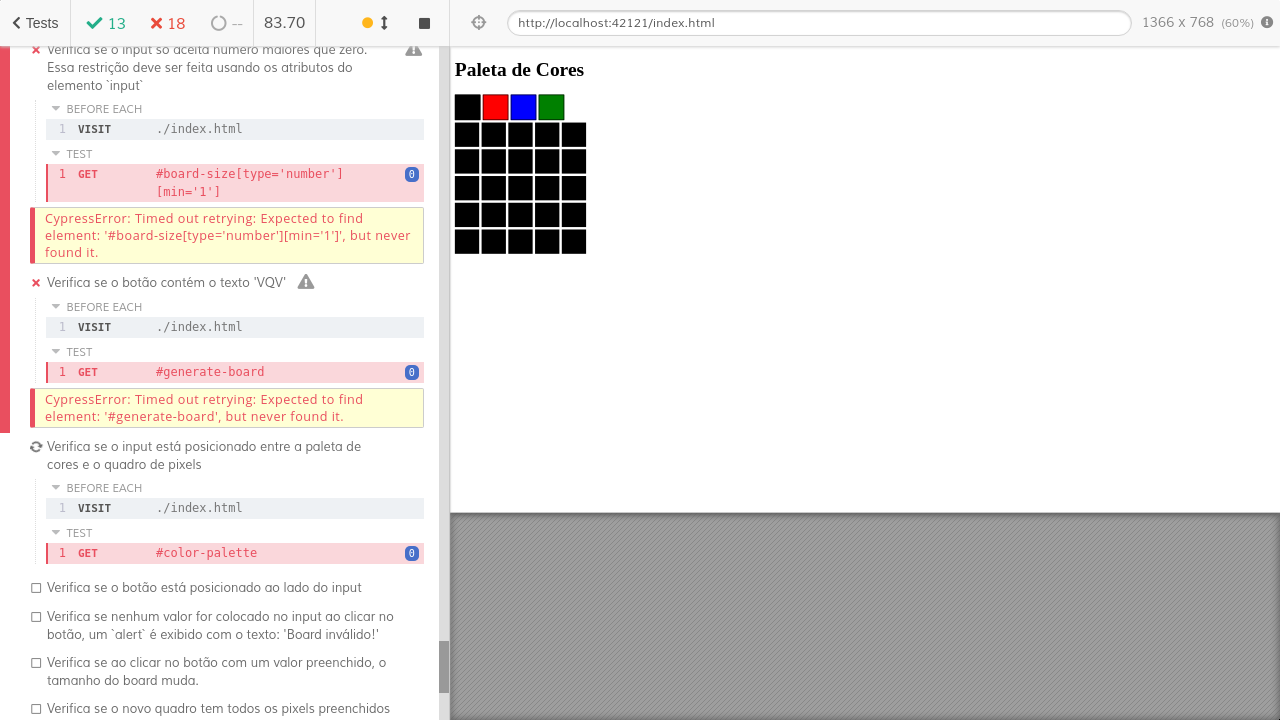 Tests 13 18 -- 83.70
Verifica se o input só aceita número maiores que zero.
Essa restrição deve ser feita usando os atributos do
elemento `input`
BEFORE EACH
1 VISIT ./index.html
TEST
1 GET #board-size[type='number'] 0
[min='1']
CypressError: Timed out retrying: Expected to find
element: '#board-size[type='number'][min='1']', but never
found it.
Verifica se o botão contém o texto 'VQV'
BEFORE EACH
1 VISIT ./index.html
TEST
1 GET #generate-board 0
CypressError: Timed out retrying: Expected to find
element: '#generate-board', but never found it.
Verifica se o input está posicionado entre a paleta de
cores e o quadro de pixels
BEFORE EACH
1 VISIT ./index.html
TEST
1 GET #color-palette 0
Verifica se o botão está posicionado ao lado do input
Verifica se nenhum valor for colocado no input ao clicar no
botão, um `alert` é exibido com o texto: 'Board inválido!'
Verifica se ao clicar no botão com um valor preenchido, o
tamanho do board muda.
Verifica se o novo quadro tem todos os pixels preenchidos
http://localhost:42121/index.html 1366 x 768 (60%)
Paleta de Cores